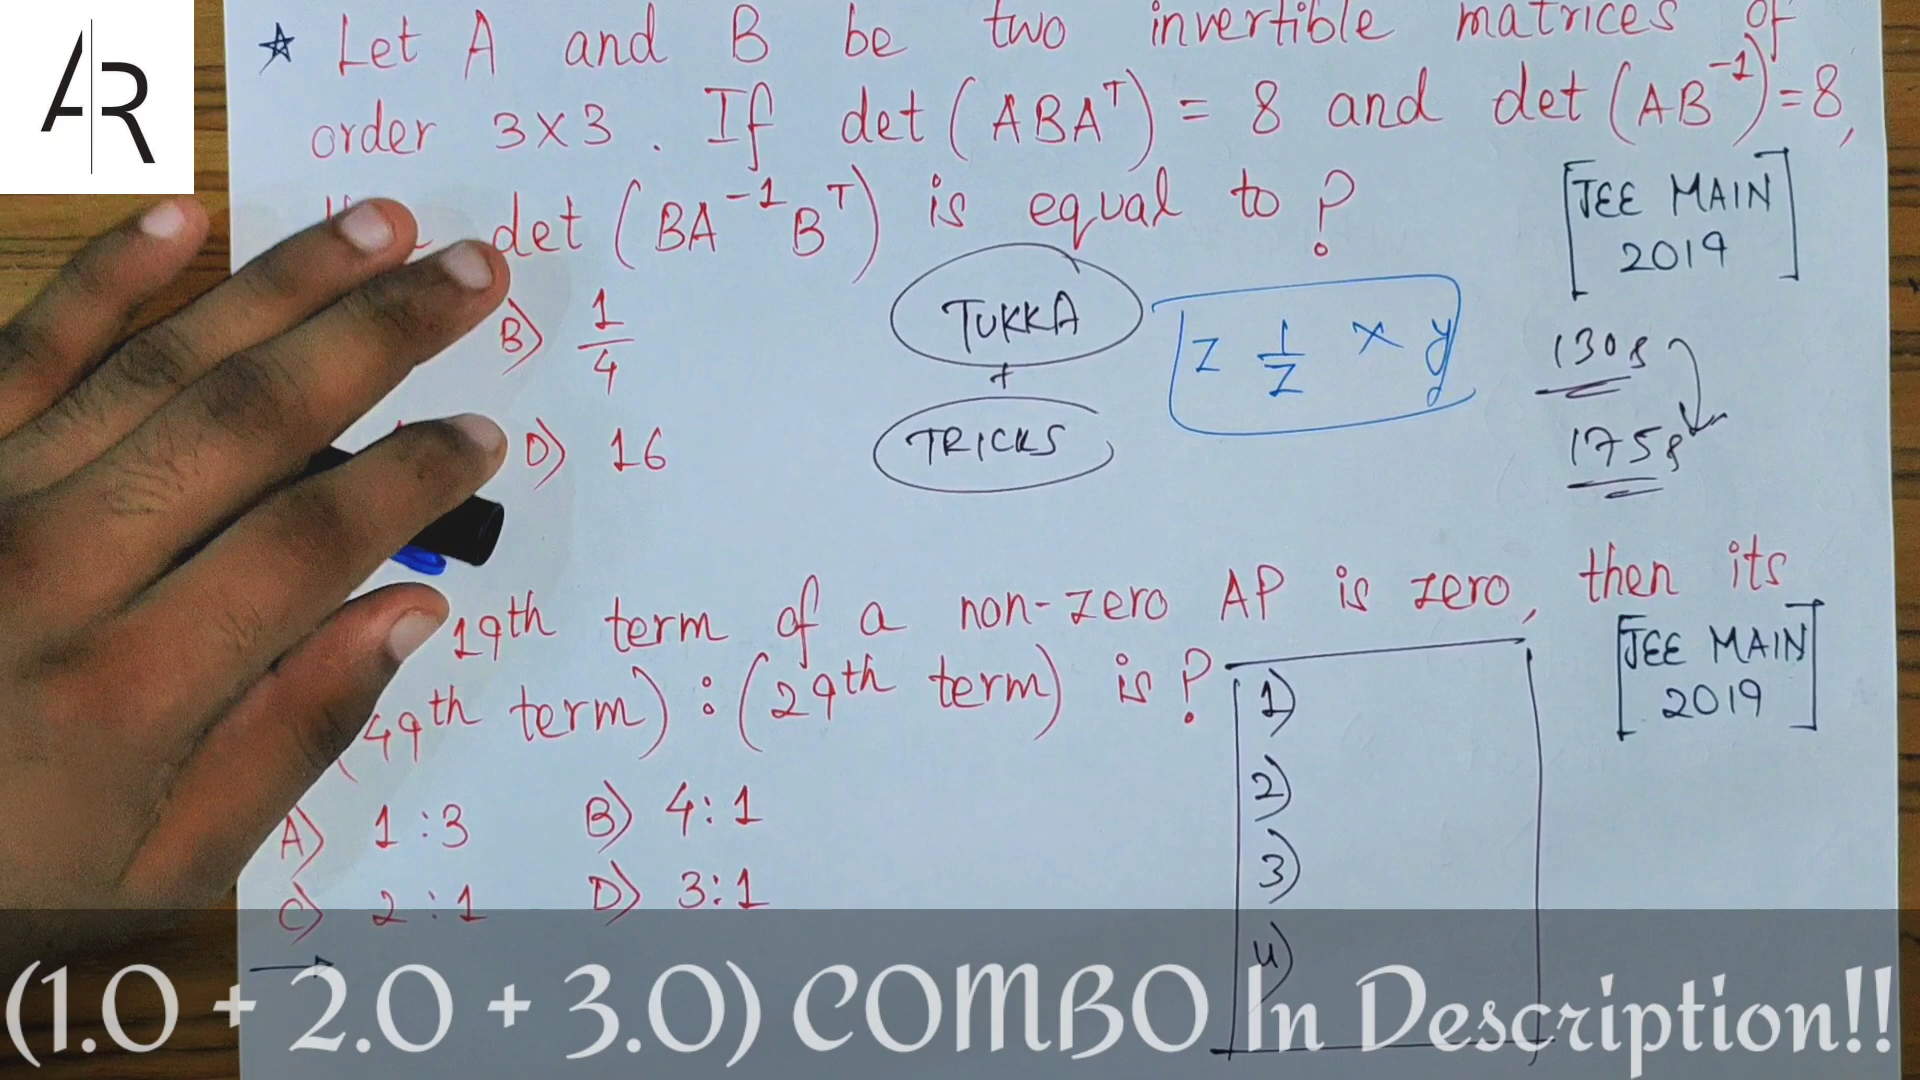 AR
☆ Let A and B be two invertible matrices of
order 3×3. If det (ABAᵀ) = 8 and det (AB⁻¹) = 8,
det (BA⁻¹Bᵀ) is equal to ?
[JEE MAIN
2019]
B) 1/4
TUKKA
+
TRICKS
z 1/z x y
130s
175s
D) 16
19th term of a non-zero AP is zero, then its
(49th term) : (29th term) is ?
[JEE MAIN
2019]
A) 1:3 B) 4:1
C) 2:1 D) 3:1
1)
2)
3)
4)
(1.0 + 2.0 + 3.0) COMBO In Description!!